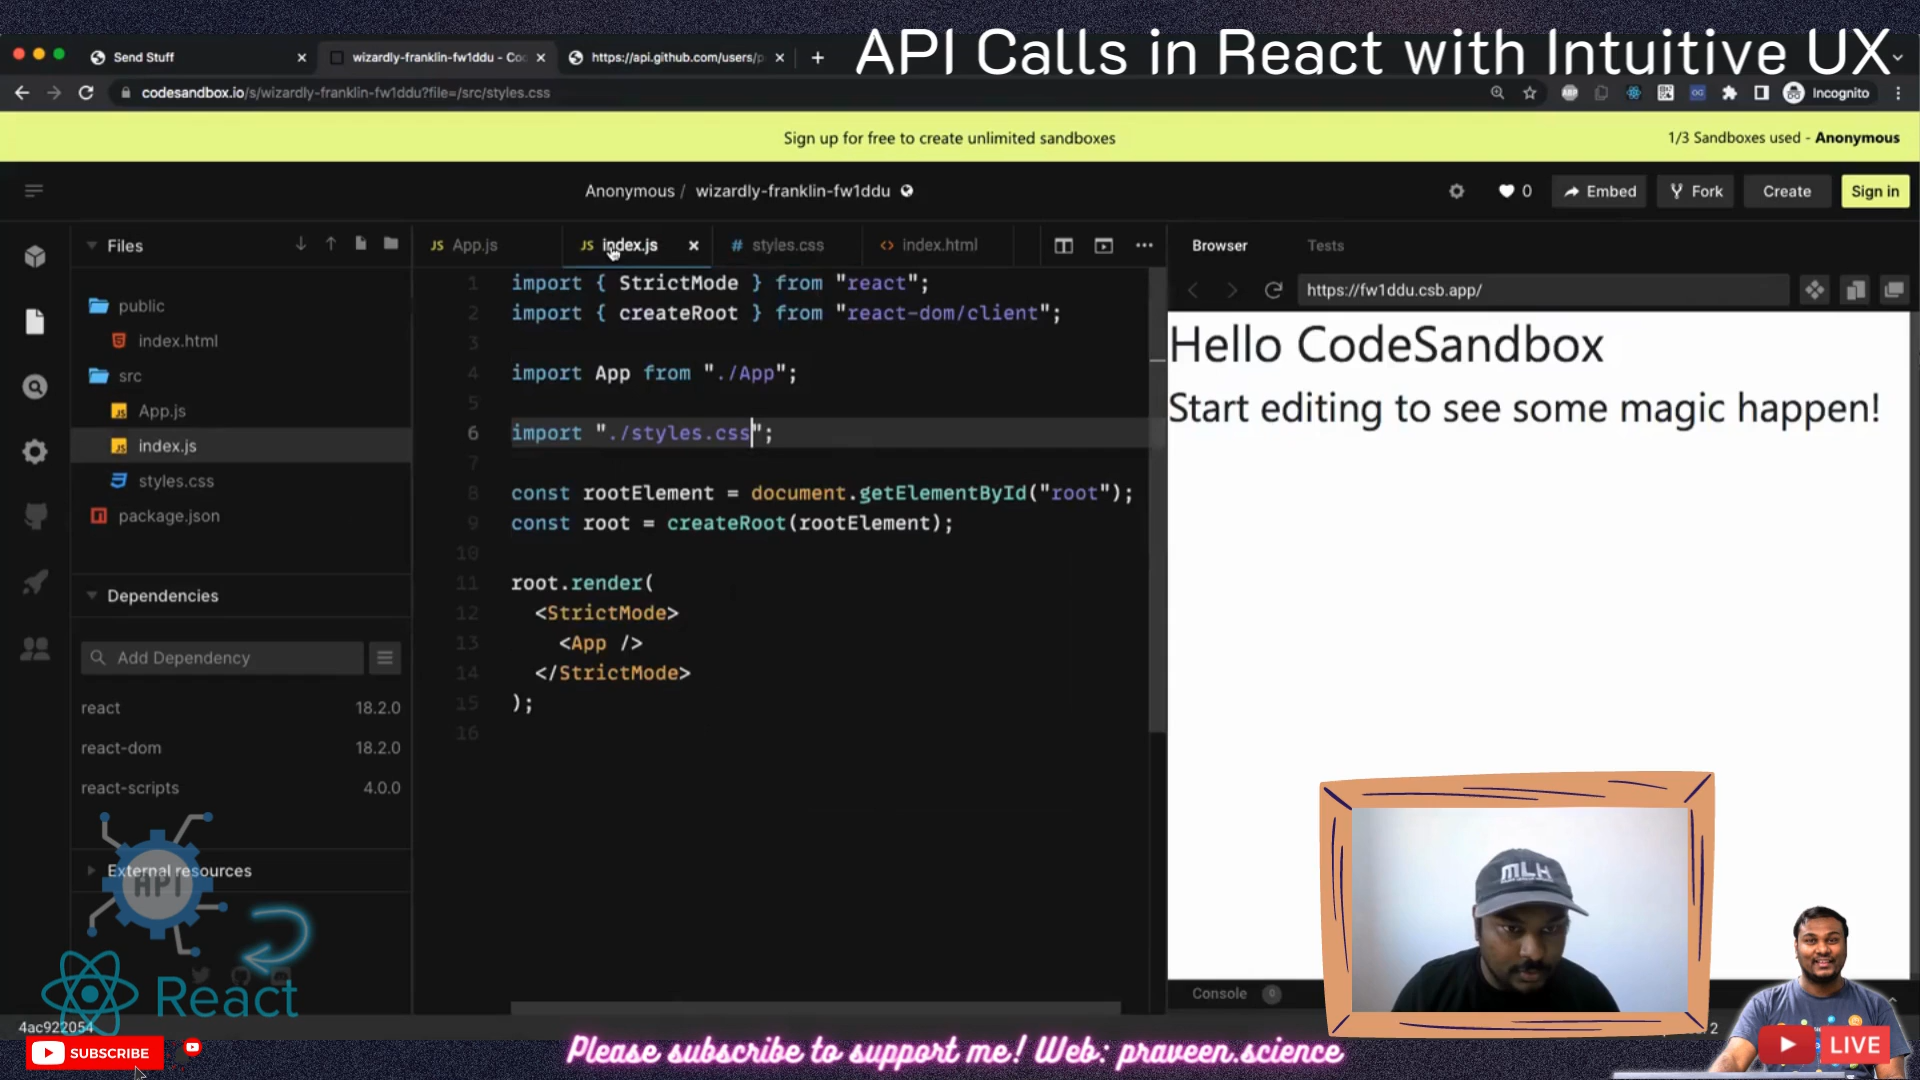 API Calls in React with Intuitive UX
Send Stuff
wizardly-franklin-fw1ddu - Co
https://api.github.com/users/p
codesandbox.io/s/wizardly-franklin-fw1ddu?file=/src/styles.css
Incognito
Sign up for free to create unlimited sandboxes
1/3 Sandboxes used - Anonymous
Anonymous / wizardly-franklin-fw1ddu
0
Embed
Fork
Create
Sign in
Files
JS App.js
JS index.js
# styles.css
<> index.html
Browser
Tests
https://fw1ddu.csb.app/
public
index.html
src
App.js
index.js
styles.css
package.json
Dependencies
Add Dependency
react 18.2.0
react-dom 18.2.0
react-scripts 4.0.0
External resources
1 import { StrictMode } from "react";
2 import { createRoot } from "react-dom/client";
3
4 import App from "./App";
5
6 import "./styles.css";
7
8 const rootElement = document.getElementById("root");
9 const root = createRoot(rootElement);
10
11 root.render(
12 <StrictMode>
13 <App />
14 </StrictMode>
15 );
16
Hello CodeSandbox
Start editing to see some magic happen!
MLH
Console 0
API
React
4ac922054
SUBSCRIBE
Please subscribe to support me! Web: praveen.science
LIVE